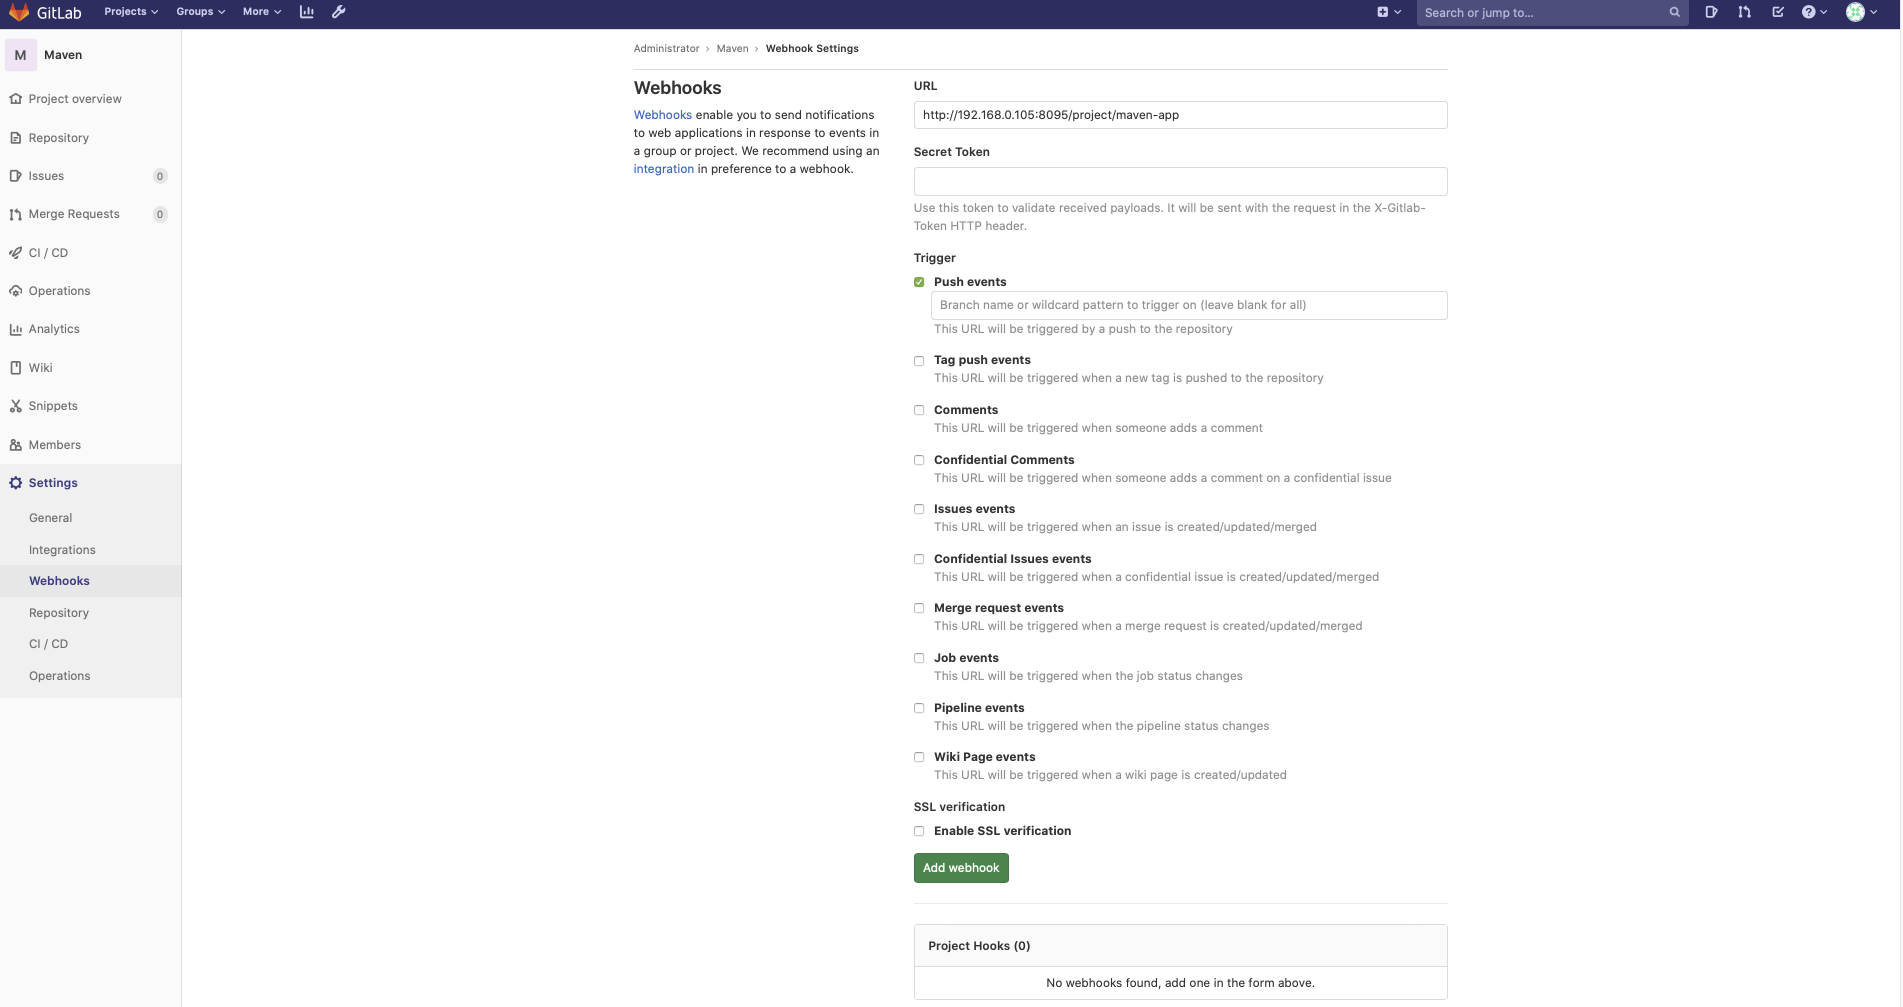 GitLab Projects Groups More Search or jump to...
M Maven
Project overview
Repository
Issues 0
Merge Requests 0
CI / CD
Operations
Analytics
Wiki
Snippets
Members
Settings
General
Integrations
Webhooks
Repository
CI / CD
Operations
Administrator › Maven › Webhook Settings
Webhooks
Webhooks enable you to send notifications
to web applications in response to events in
a group or project. We recommend using an
integration in preference to a webhook.
URL
http://192.168.0.105:8095/project/maven-app
Secret Token
Use this token to validate received payloads. It will be sent with the request in the X-Gitlab-
Token HTTP header.
Trigger
Push events
Branch name or wildcard pattern to trigger on (leave blank for all)
This URL will be triggered by a push to the repository
Tag push events
This URL will be triggered when a new tag is pushed to the repository
Comments
This URL will be triggered when someone adds a comment
Confidential Comments
This URL will be triggered when someone adds a comment on a confidential issue
Issues events
This URL will be triggered when an issue is created/updated/merged
Confidential Issues events
This URL will be triggered when a confidential issue is created/updated/merged
Merge request events
This URL will be triggered when a merge request is created/updated/merged
Job events
This URL will be triggered when the job status changes
Pipeline events
This URL will be triggered when the pipeline status changes
Wiki Page events
This URL will be triggered when a wiki page is created/updated
SSL verification
Enable SSL verification
Add webhook
Project Hooks (0)
No webhooks found, add one in the form above.